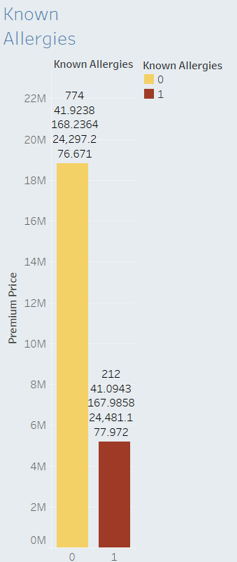 Known
Allergies
Known Allergies
Known Allergies
0
1
774
41.9238
168.2364
24,297.2
76.671
212
41.0943
167.9858
24,481.1
77.972
Premium Price
22M
20M
18M
16M
14M
12M
10M
8M
6M
4M
2M
0M
0
1